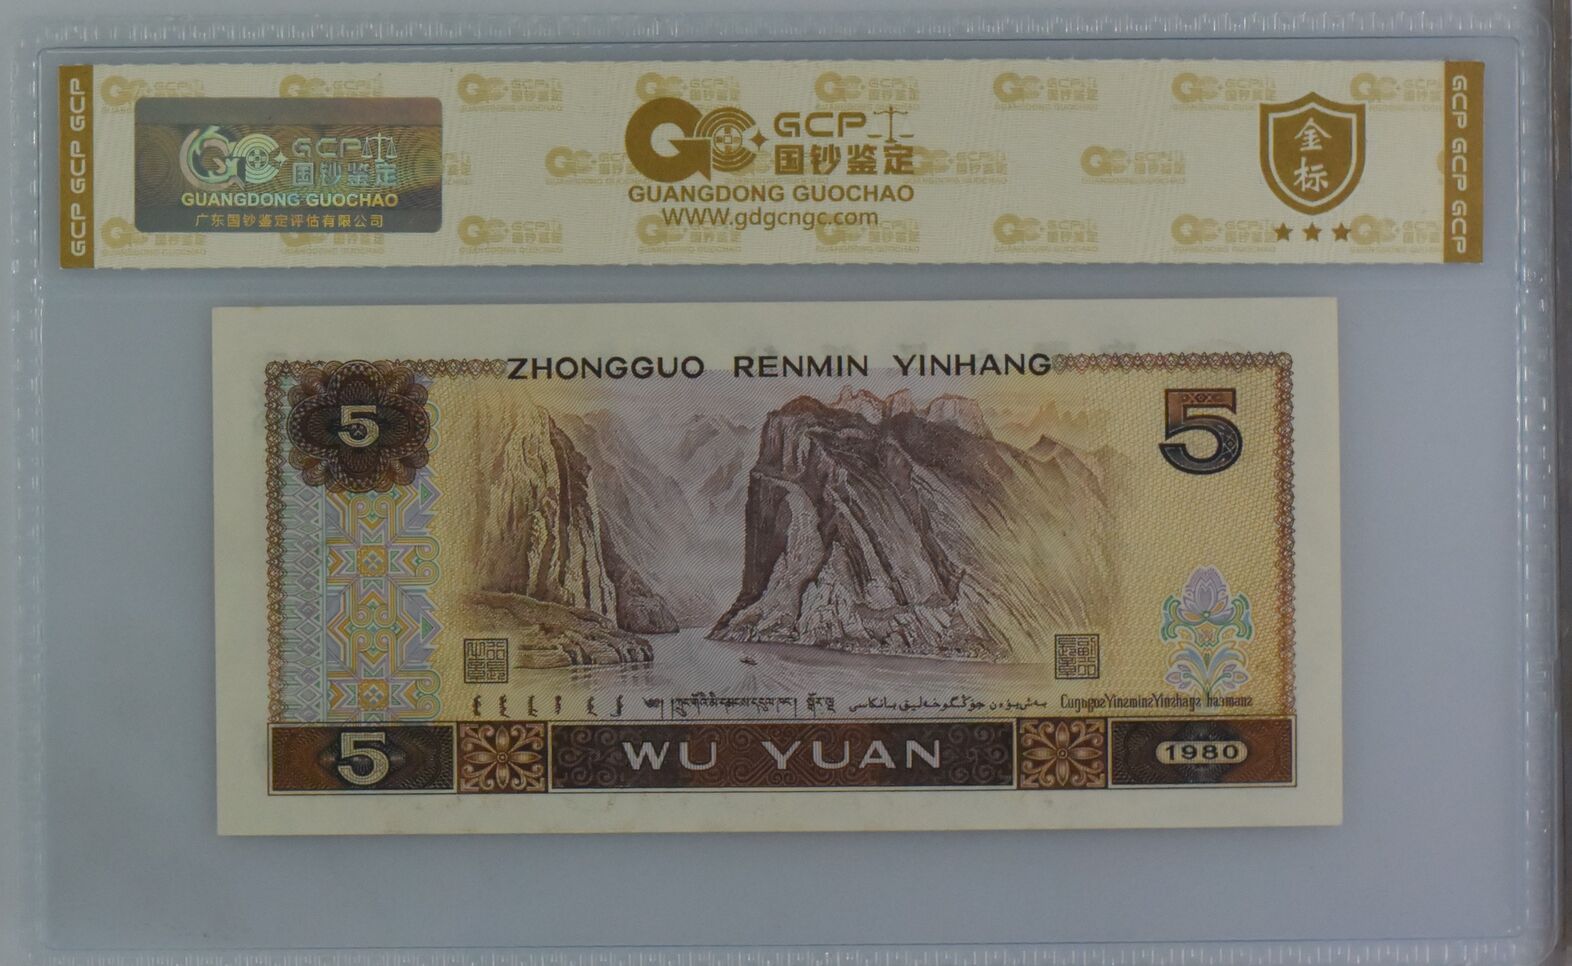 GCP GCP GCP
GCP
国钞鉴定
GUANGDONG GUOCHAO
广东国钞鉴定评估有限公司
GCP
国钞鉴定
GUANGDONG GUOCHAO
WWW.gdgcngc.com
金标
GCP GCP GCP
ZHONGGUO RENMIN YINHANG
5
5
5
WU YUAN
1980